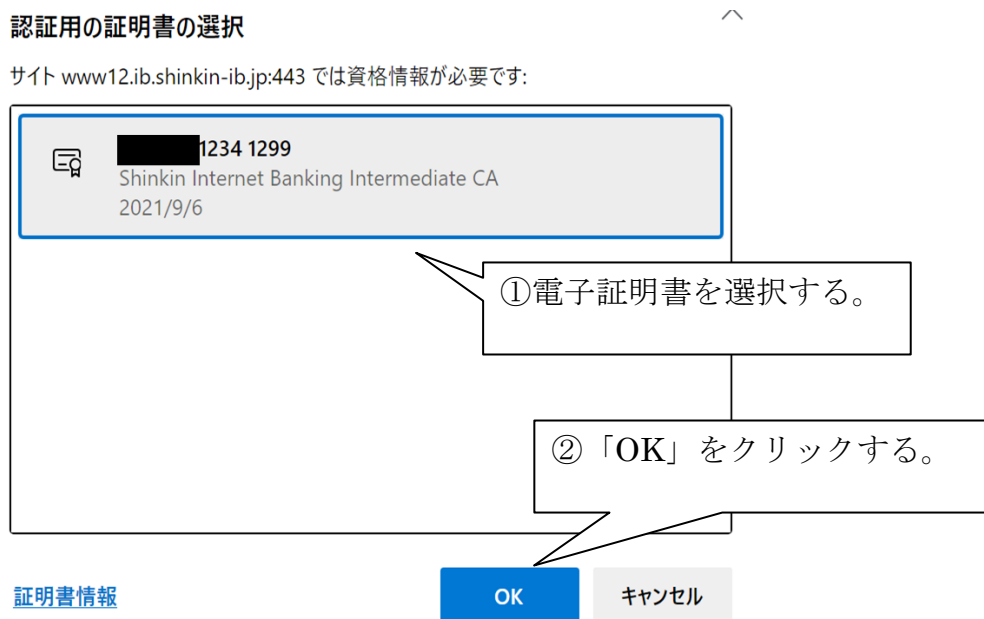 認証用の証明書の選択
サイト www12.ib.shinkin-ib.jp:443 では資格情報が必要です:
1234 1299
Shinkin Internet Banking Intermediate CA
2021/9/6
①電子証明書を選択する。
②「OK」をクリックする。
証明書情報
OK
キャンセル